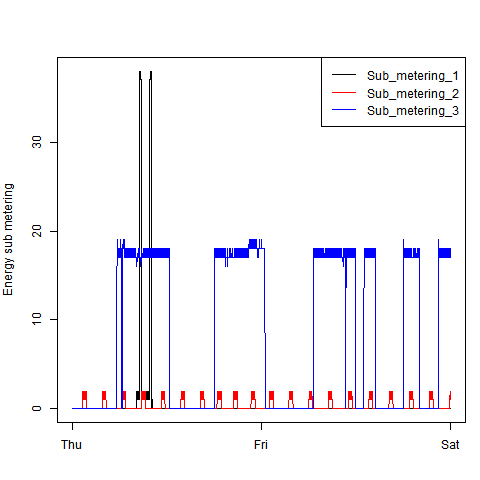 Sub_metering_1
Sub_metering_2
Sub_metering_3
Energy sub metering
30
20
10
0
Thu Fri Sat